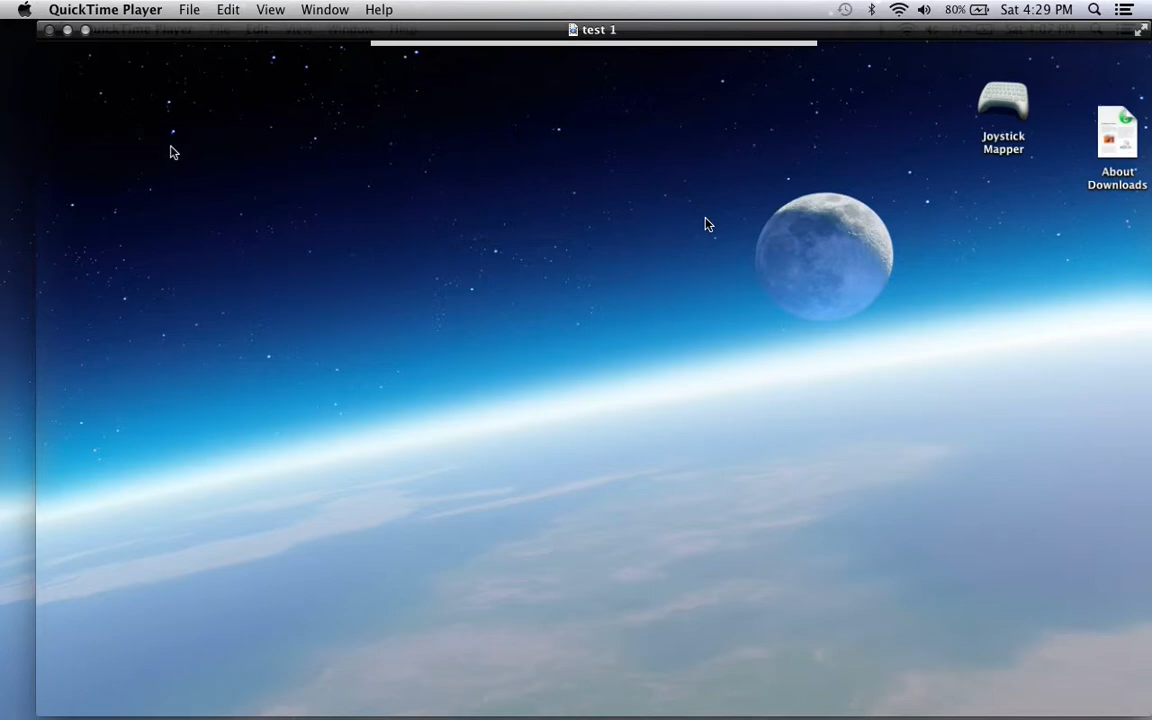 QuickTime Player File Edit View Window Help 80% Sat 4:29 PM
test 1
Joystick
Mapper
About
Downloads